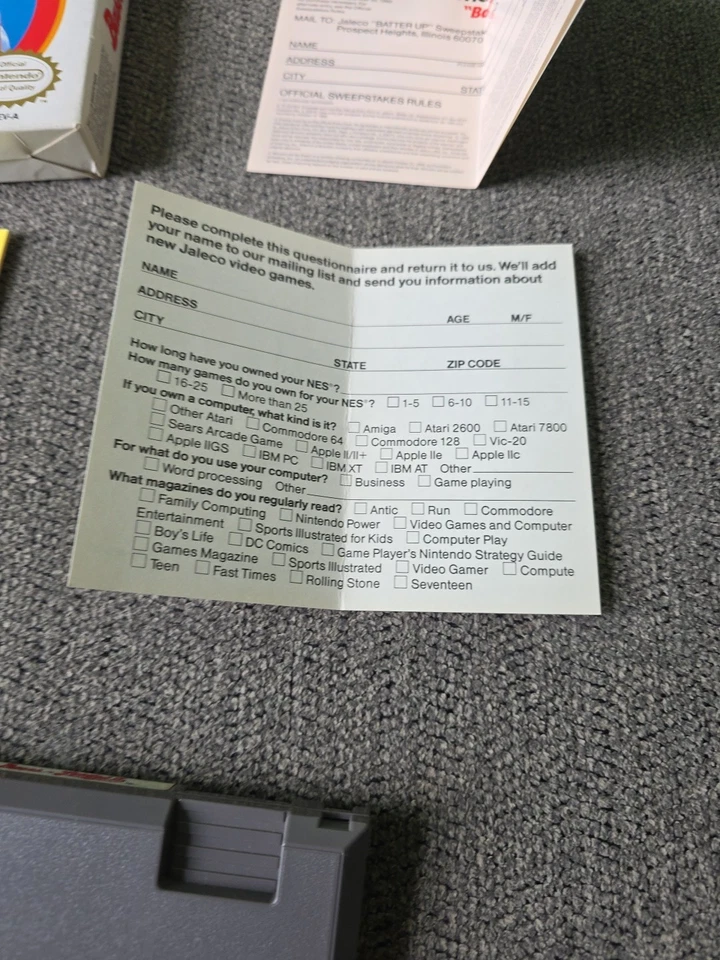 Official
Nintendo
of Quality
EV-A
"Ba
MAIL TO: Jaleco "BATTER UP" Sweepstak
Prospect Heights, Illinois 60070
NAME
ADDRESS
CITY STAT
OFFICIAL SWEEPSTAKES RULES
Please complete this questionnaire and return it to us. We'll add
your name to our mailing list and send you information about
new Jaleco video games.
NAME
ADDRESS AGE M/F
CITY STATE ZIP CODE
How long have you owned your NES®?
How many games do you own for your NES®? 1-5 6-10 11-15
16-25 More than 25
If you own a computer, what kind is it? Amiga Atari 2600 Atari 7800
Other Atari Commodore 64 Commodore 128 Vic-20
Sears Arcade Game Apple II/II+ Apple IIe Apple IIc
Apple IIGS IBM PC IBM XT IBM AT Other
For what do you use your computer? Business Game playing
Word processing Other
What magazines do you regularly read? Antic Run Commodore
Family Computing Nintendo Power Video Games and Computer
Entertainment Sports Illustrated for Kids Computer Play
Boy's Life DC Comics Game Player's Nintendo Strategy Guide
Games Magazine Sports Illustrated Video Gamer Compute
Teen Fast Times Rolling Stone Seventeen